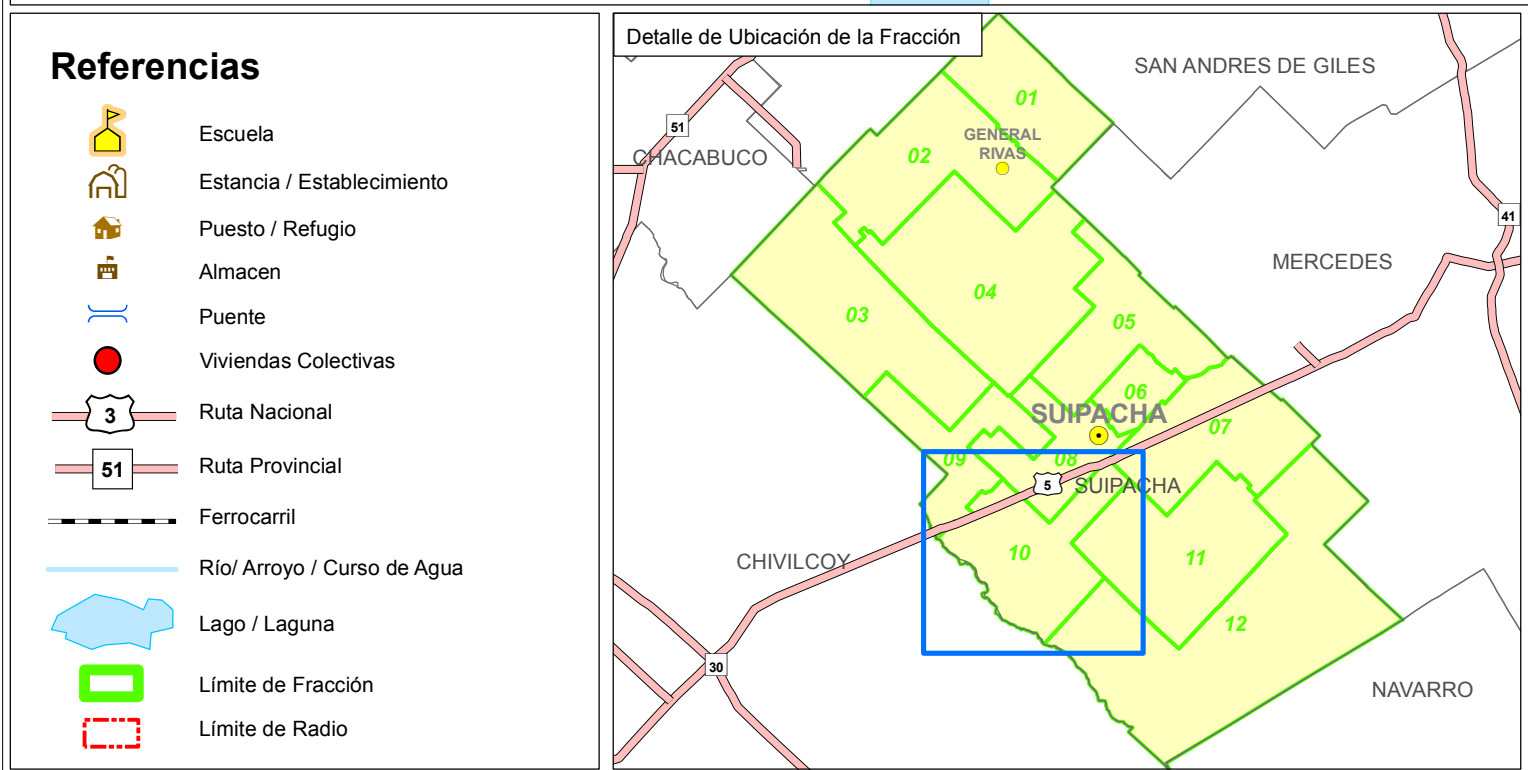 Referencias
Escuela
Estancia / Establecimiento
Puesto / Refugio
Almacen
Puente
Viviendas Colectivas
3
Ruta Nacional
51
Ruta Provincial
Ferrocarril
Río/ Arroyo / Curso de Agua
Lago / Laguna
Límite de Fracción
Límite de Radio
Detalle de Ubicación de la Fracción
SAN ANDRES DE GILES
01
51
GENERAL
RIVAS
02
CHACABUCO
41
MERCEDES
04
03
05
06
SUIPACHA
07
09
08
5
SUIPACHA
10
CHIVILCOY
11
12
30
NAVARRO